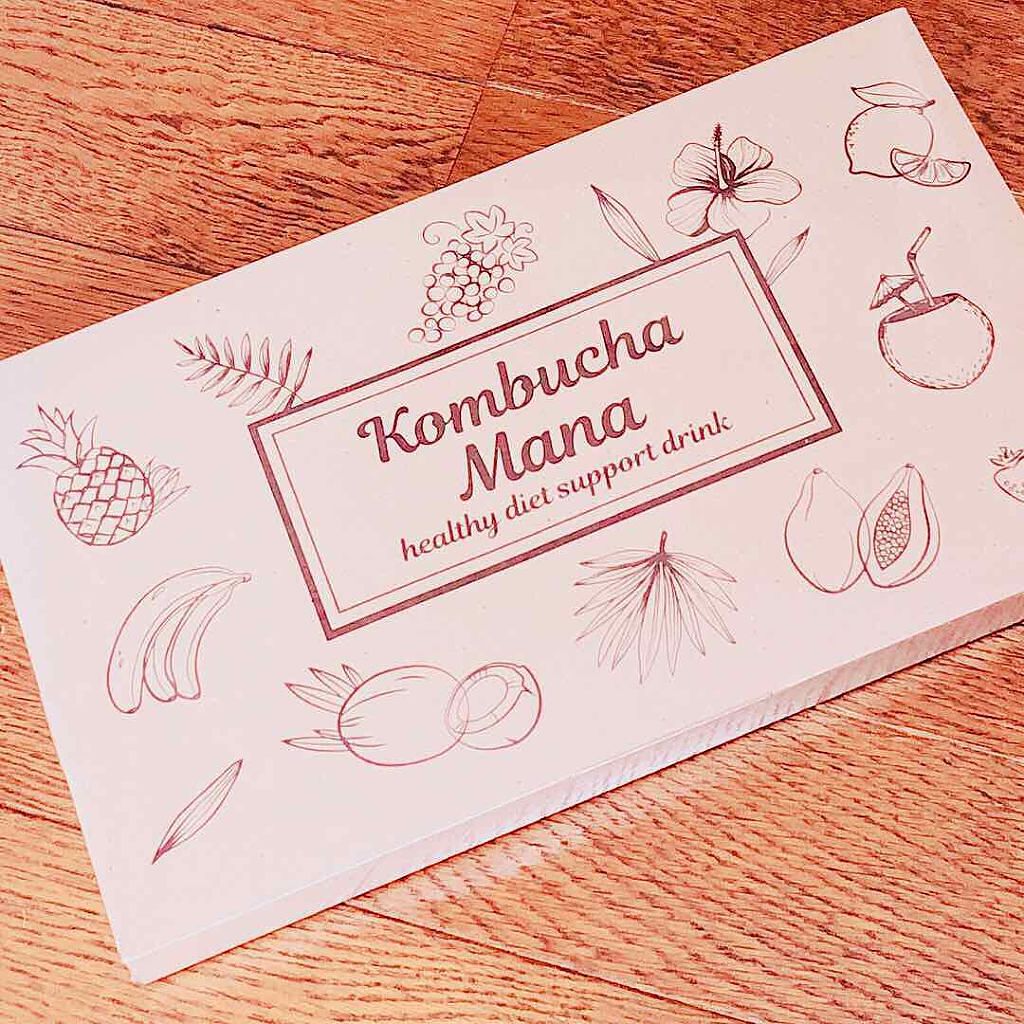 Kombucha
Mana
healthy diet support drink